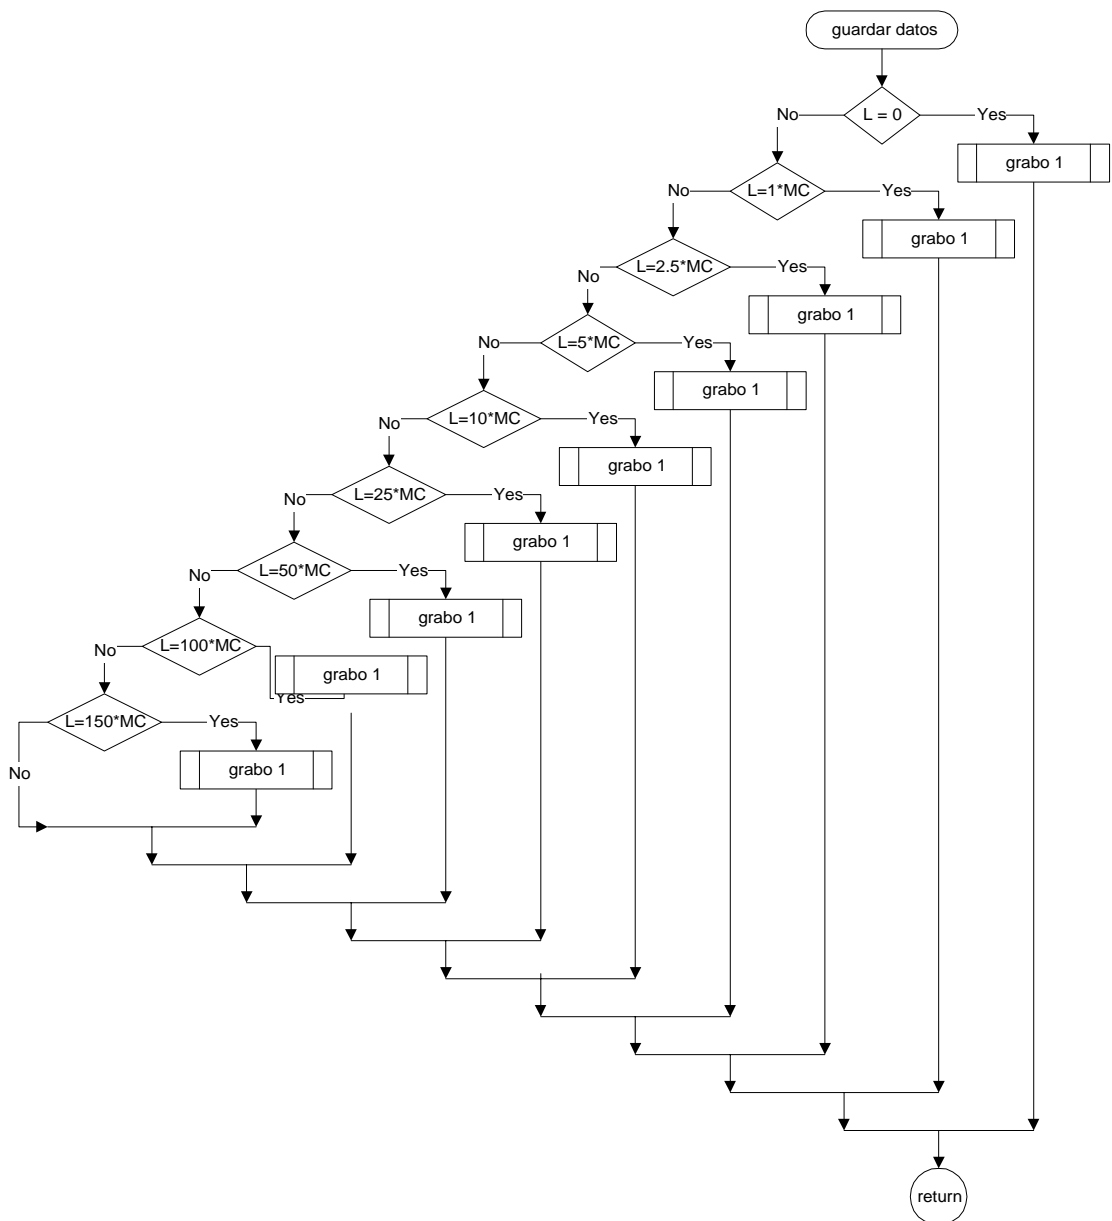 guardar datos
L = 0
No
Yes
grabo 1
L=1*MC
No
Yes
grabo 1
L=2.5*MC
No
Yes
grabo 1
L=5*MC
No
Yes
grabo 1
L=10*MC
No
Yes
grabo 1
L=25*MC
No
Yes
grabo 1
L=50*MC
No
Yes
grabo 1
L=100*MC
No
Yes
grabo 1
L=150*MC
No
Yes
grabo 1
return